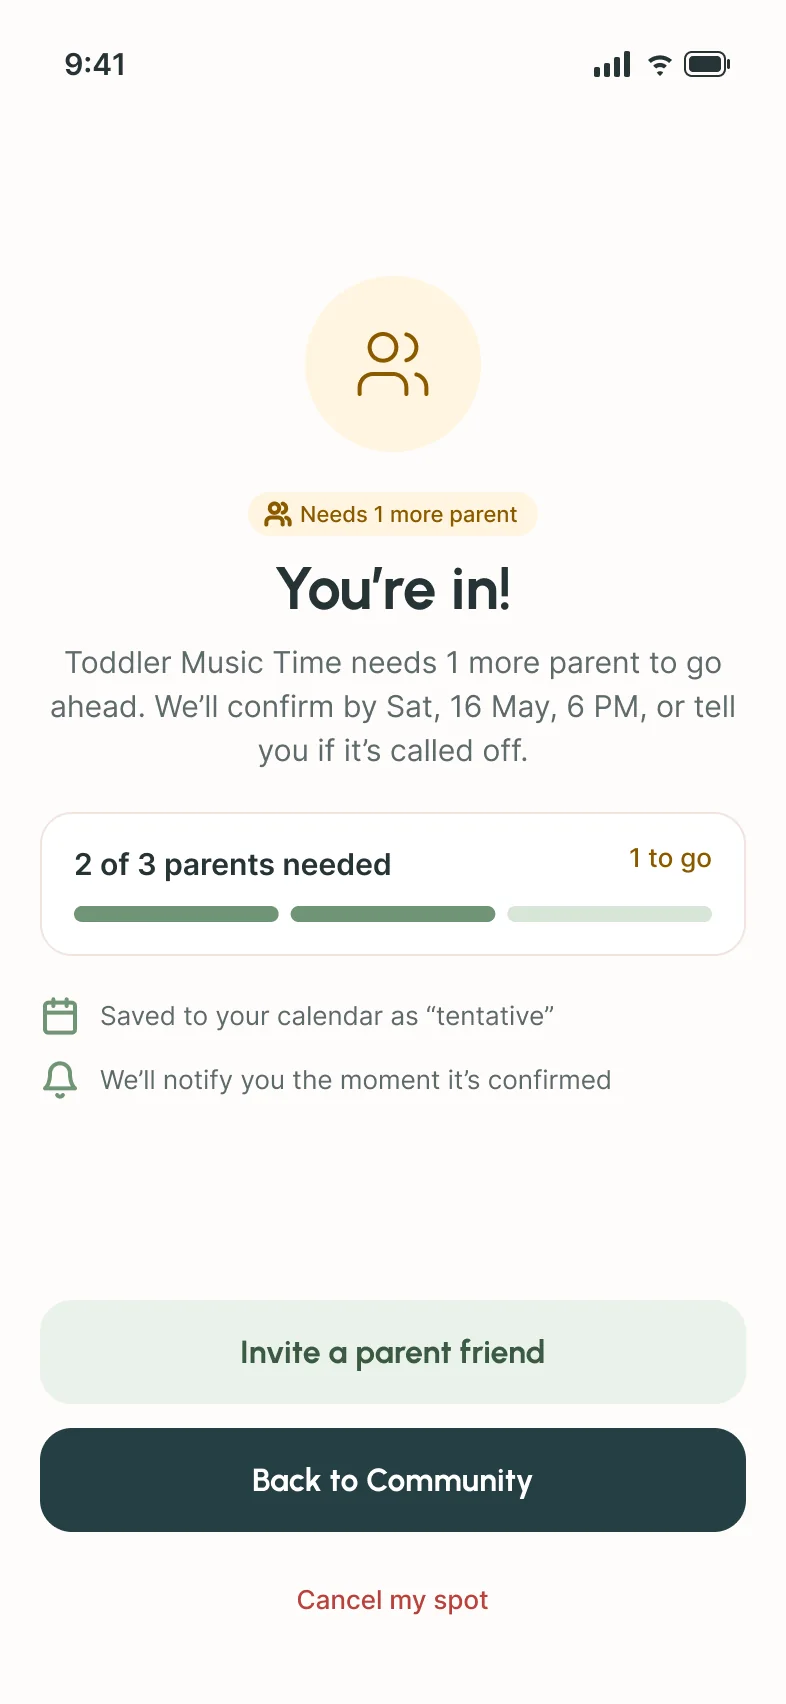 9:41
Needs 1 more parent
You’re in!
Toddler Music Time needs 1 more parent to go
ahead. We’ll confirm by Sat, 16 May, 6 PM, or tell
you if it’s called off.
2 of 3 parents needed
1 to go
Saved to your calendar as “tentative”
We’ll notify you the moment it’s confirmed
Invite a parent friend
Back to Community
Cancel my spot